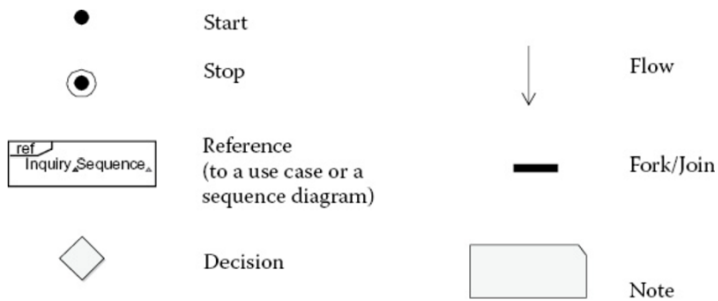 Start
Stop
ref
Inquiry Sequence
Reference
(to a use case or a
sequence diagram)
Decision
Flow
Fork/Join
Note